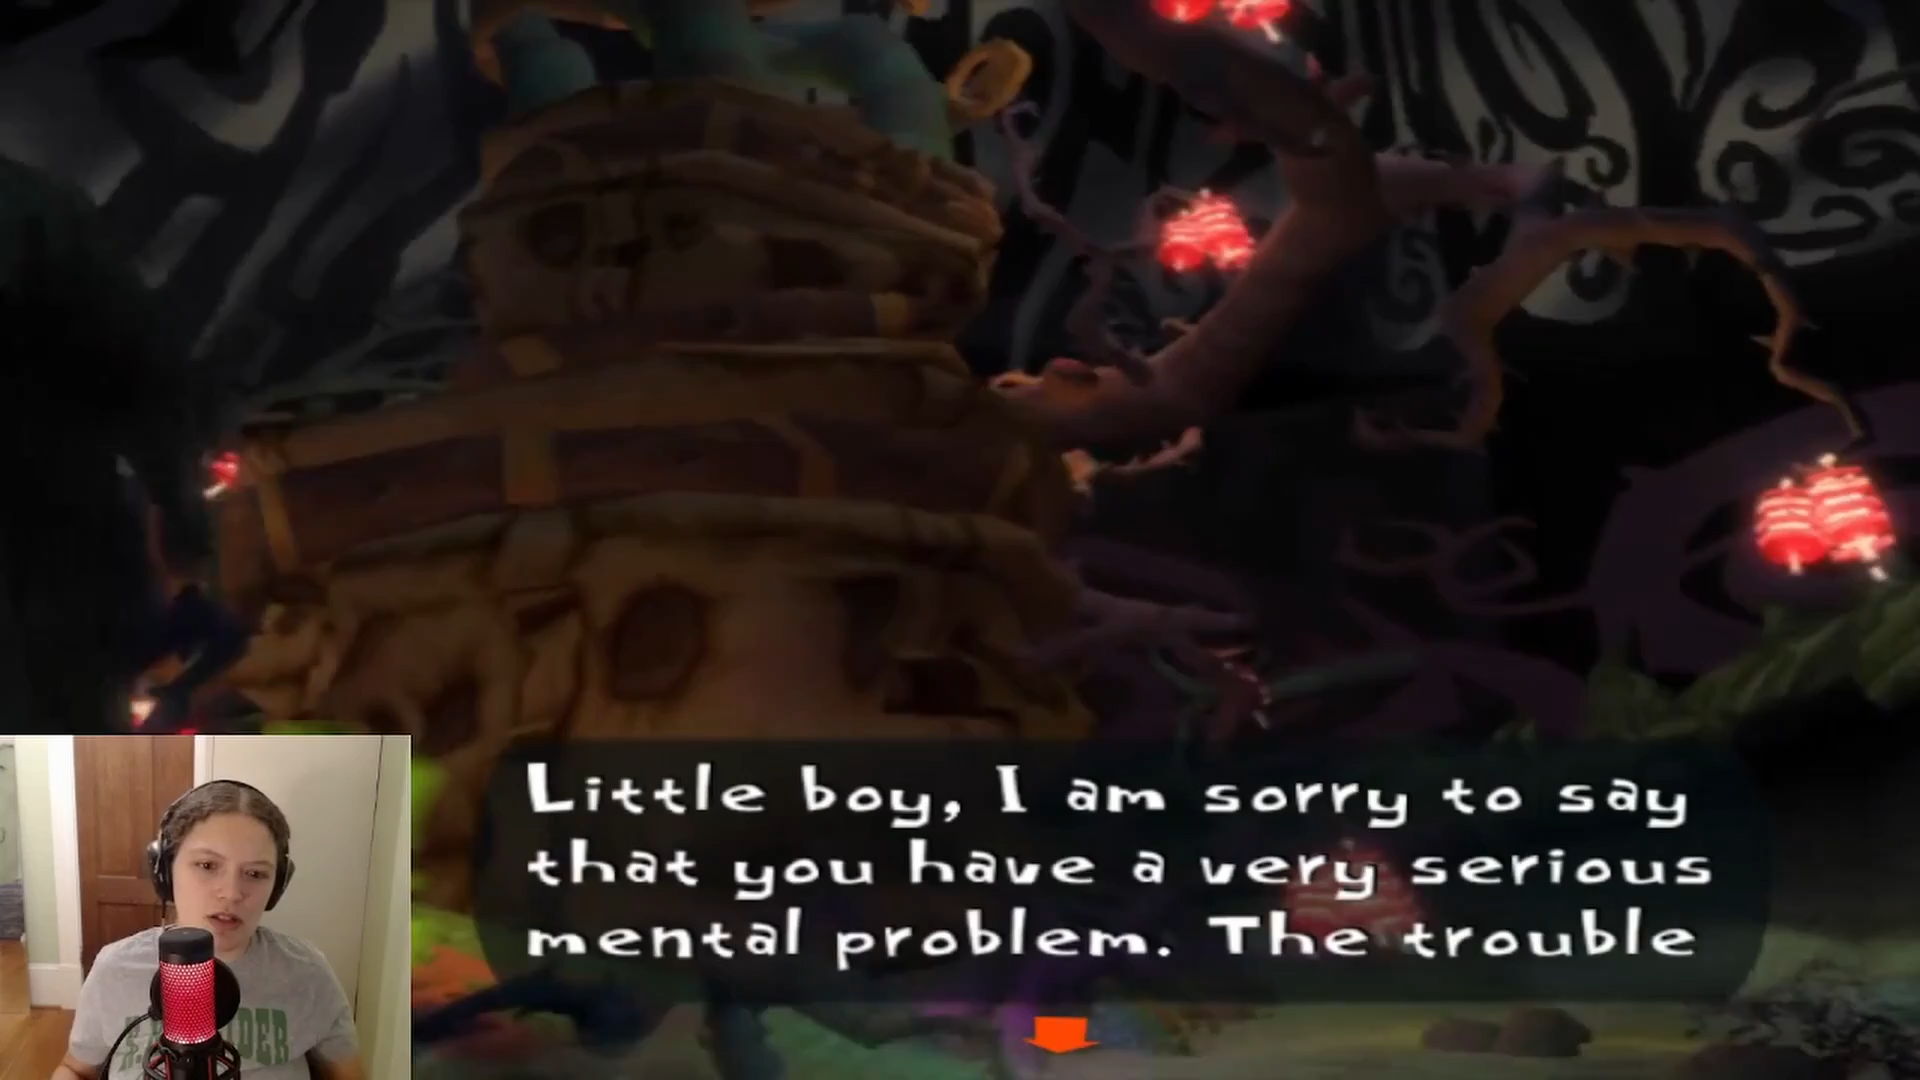 Little boy, I am sorry to say
that you have a very serious
mental problem. The trouble